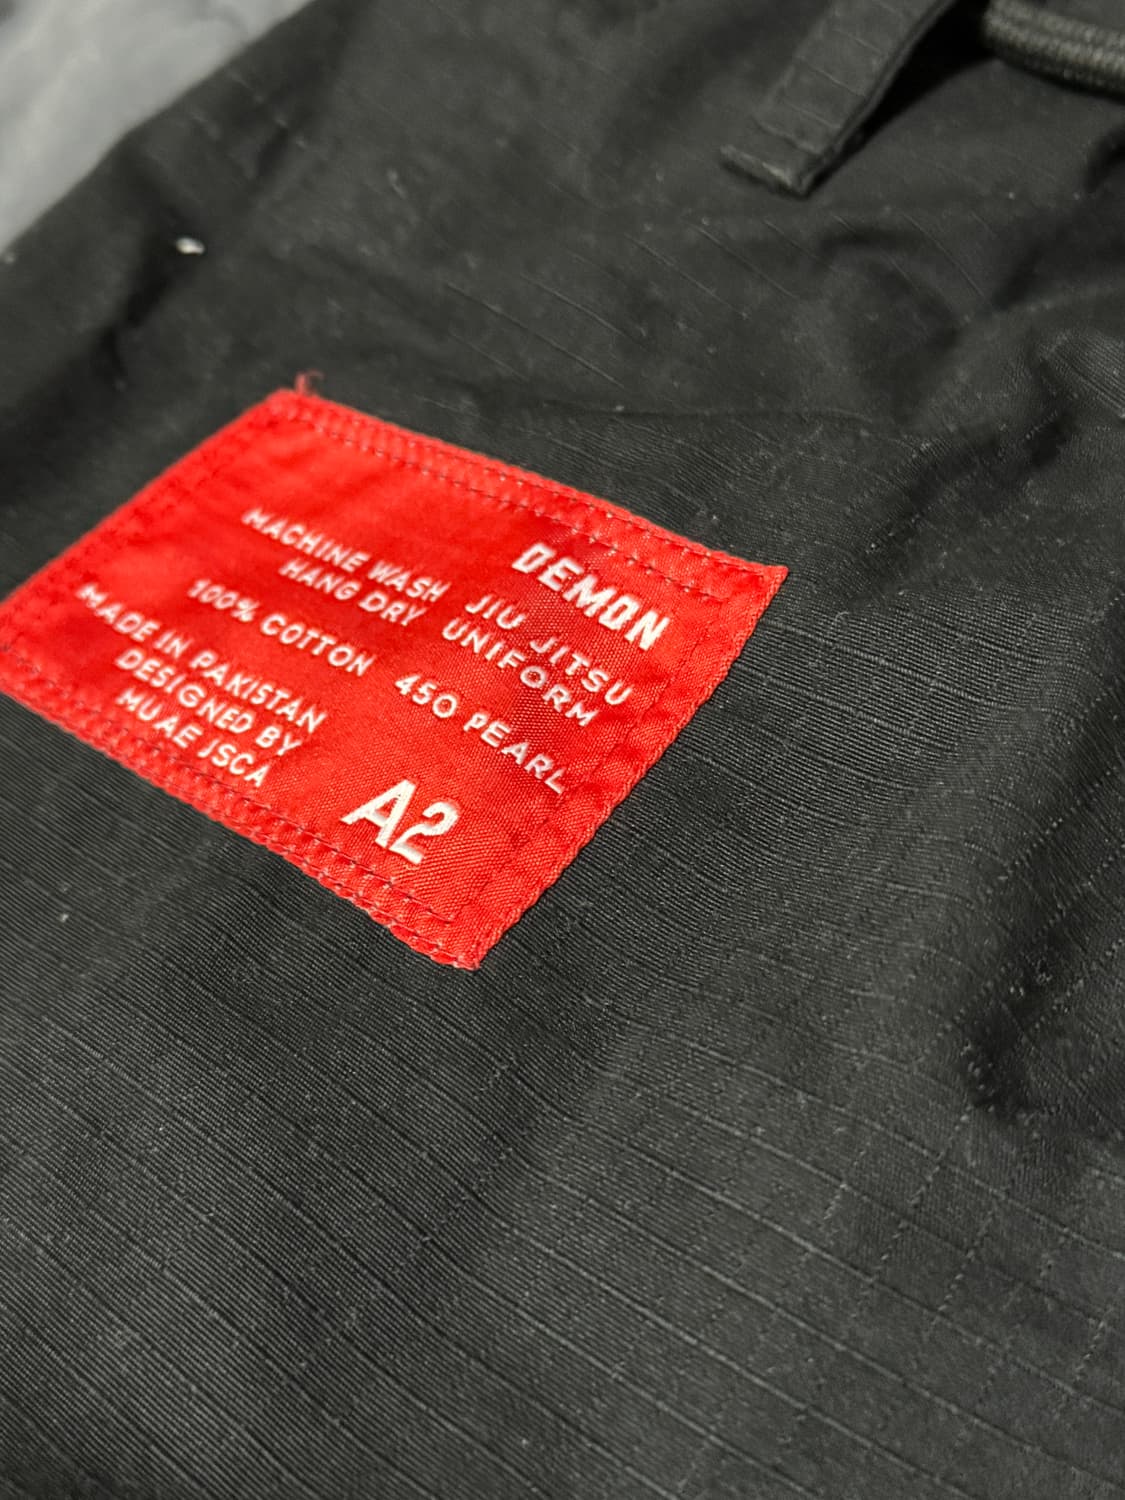 DEMON
JIU JITSU
UNIFORM
450 PEARL
A2
MACHINE WASH
HANG DRY
100% COTTON
MADE IN PAKISTAN
DESIGNED BY
MUAE JSCA